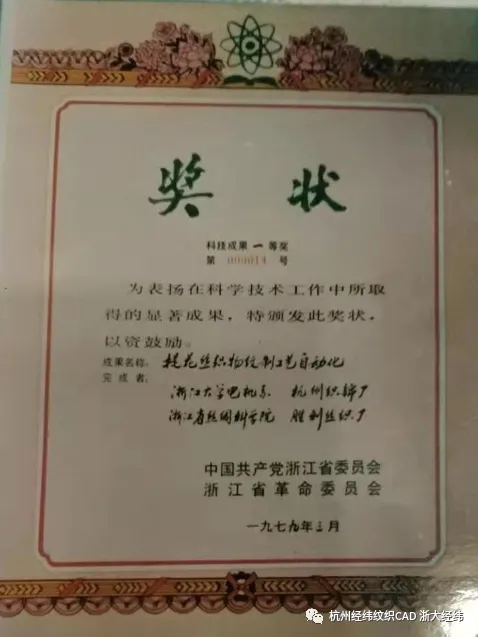 奖状
科技成果一等奖
第 000014 号
为表扬在科学技术工作中所取
得的显著成果，特颁发此奖状，
以资鼓励。
成果名称：提花丝织物纹制工艺自动化
完成者：
浙江大学电机系 杭州织锦厂
浙江省丝绸科学院 胜利丝织厂
中国共产党浙江省委员会
浙江省革命委员会
一九七九年三月
杭州经纬纹织CAD 浙大经纬